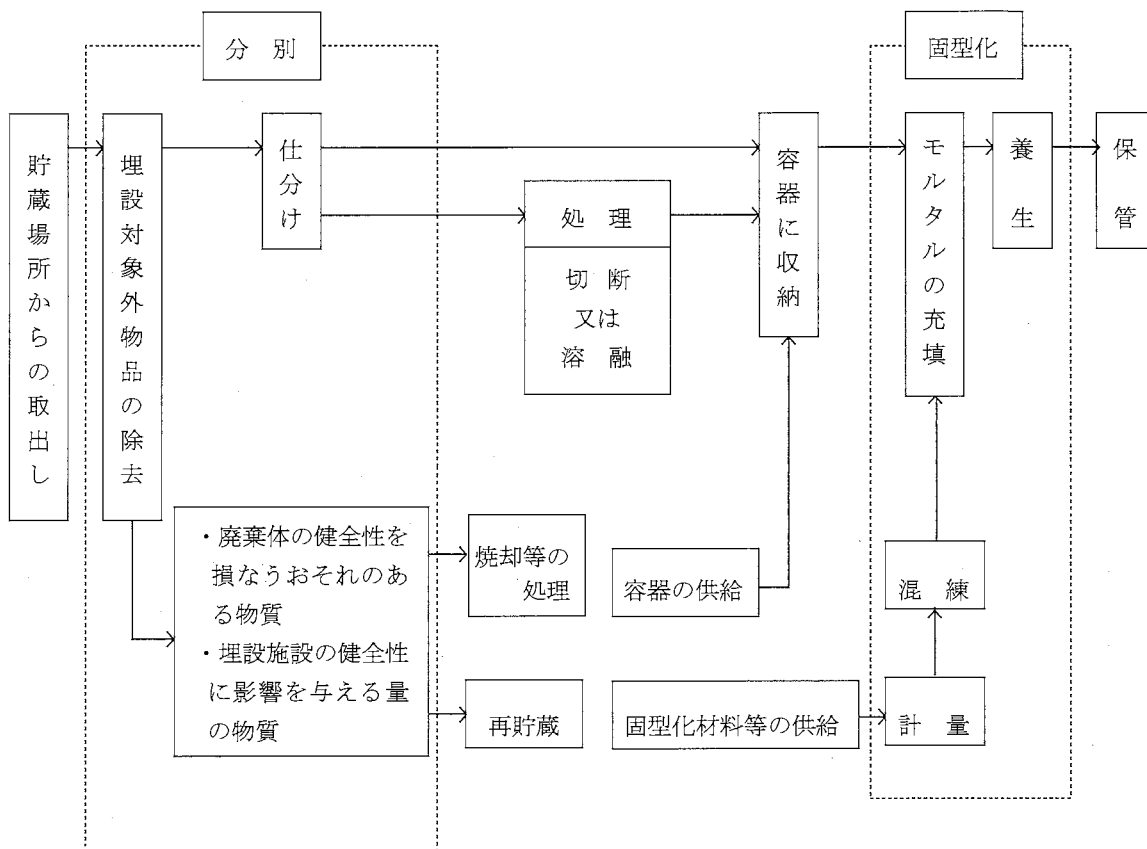 分別
固型化
貯蔵場所からの取出し
埋設対象外物品の除去
仕分け
処理
切断
又は
溶融
容器に収納
モルタルの充填
養生
保管
・廃棄体の健全性を
損なうおそれのあ
る物質
・埋設施設の健全性
に影響を与える量
の物質
焼却等の
処理
再貯蔵
容器の供給
固型化材料等の供給
混練
計量